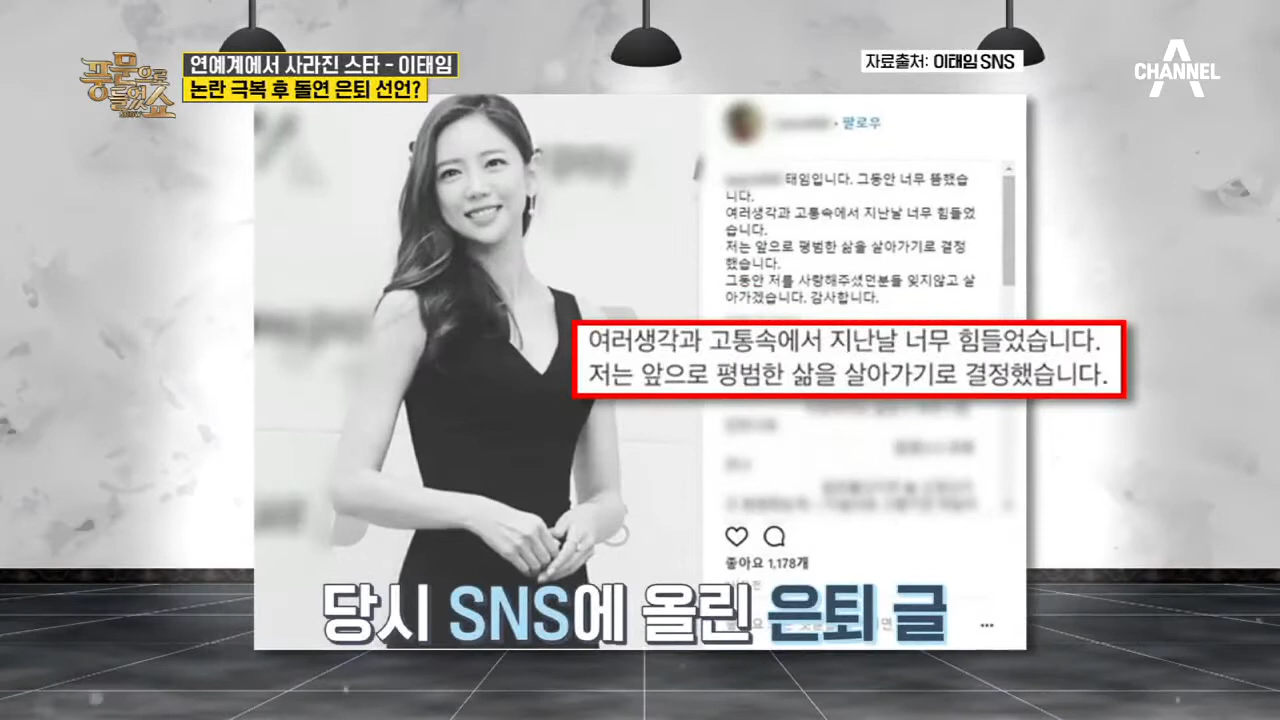 풍문으로
들었쇼
연예계에서 사라진 스타 - 이태임
논란 극복 후 돌연 은퇴 선언?
자료출처: 이태임 SNS
CHANNEL A
• 팔로우
태임입니다. 그동안 너무 뜸했습
니다.
여러생각과 고통속에서 지난날 너무 힘들었
습니다.
저는 앞으로 평범한 삶을 살아가기로 결정
했습니다.
그동안 저를 사랑해주셨던분들 잊지않고 살
아가겠습니다. 감사합니다.
여러생각과 고통속에서 지난날 너무 힘들었습니다.
저는 앞으로 평범한 삶을 살아가기로 결정했습니다.
좋아요 1,178개
당시 SNS에 올린 은퇴 글